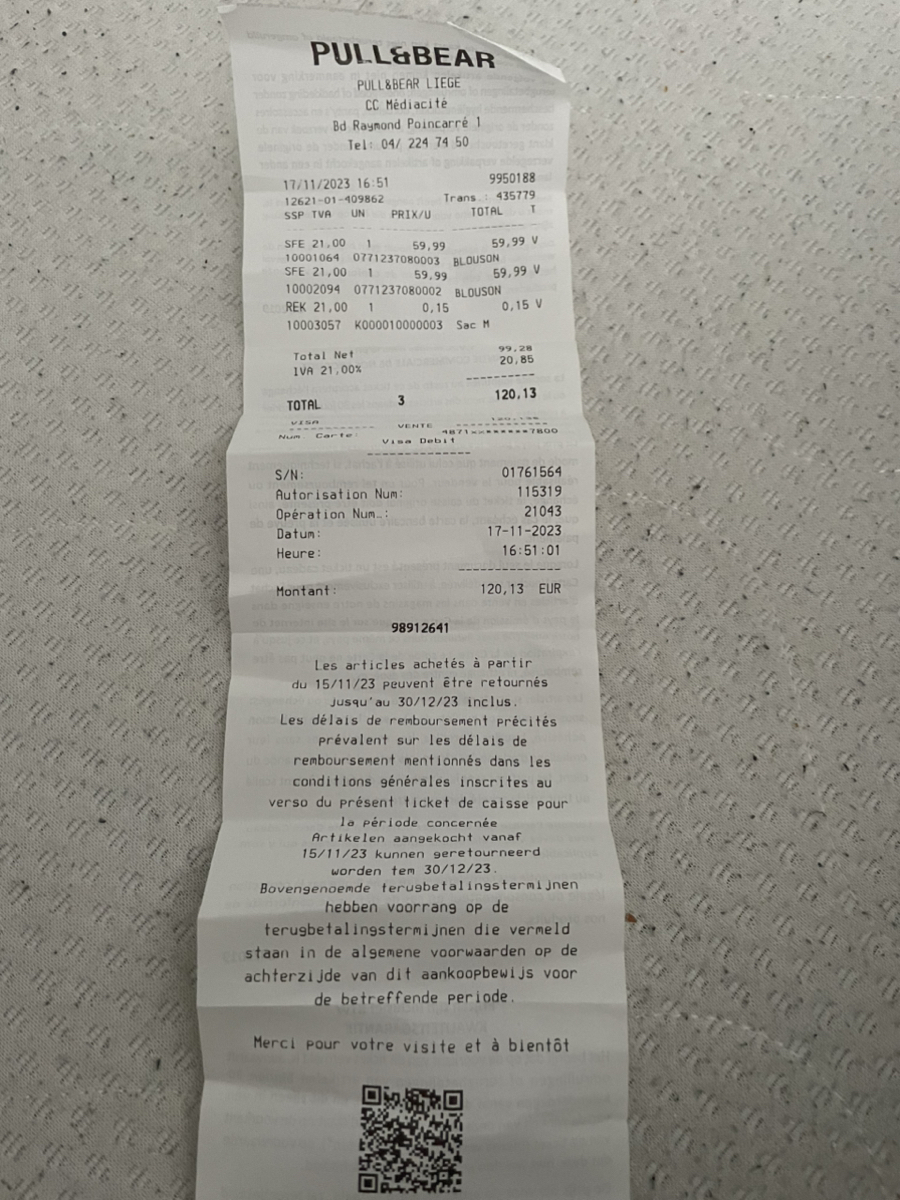 PULL&BEAR
PULL&BEAR LIEGE
CC Médiacité
Bd Raymond Poincarré 1
Tel: 04/ 224 74 50
17/11/2023 16:51 9950188
12621-01-409862 Trans.: 435779
SSP TVA UN PRIX/U TOTAL T
SFE 21,00 1 59,99 59,99 V
10001064 0771237080003 BLOUSON
SFE 21,00 1 59,99 59,99 V
10002094 0771237080002 BLOUSON
REK 21,00 1 0,15 0,15 V
10003057 K000010000003 Sac M
Total Net 99,28
IVA 21,00% 20,85
TOTAL 3 120,13
VISA
VENTE
Num. Carte: 4871********7800
Visa Debit
S/N: 01761564
Autorisation Num: 115319
Opération Num.: 21043
Datum: 17-11-2023
Heure: 16:51:01
Montant: 120,13 EUR
98912641
Les articles achetés à partir
du 15/11/23 peuvent être retournés
jusqu'au 30/12/23 inclus.
Les délais de remboursement précités
prévalent sur les délais de
remboursement mentionnés dans les
conditions générales inscrites au
verso du présent ticket de caisse pour
la période concernée
Artikelen aangekocht vanaf
15/11/23 kunnen geretourneerd
worden tem 30/12/23.
Bovengenoemde terugbetalingstermijnen
hebben voorrang op de
terugbetalingstermijnen die vermeld
staan in de algemene voorwaarden op de
achterzijde van dit aankoopbewijs voor
de betreffende periode.
Merci pour votre visite et à bientôt